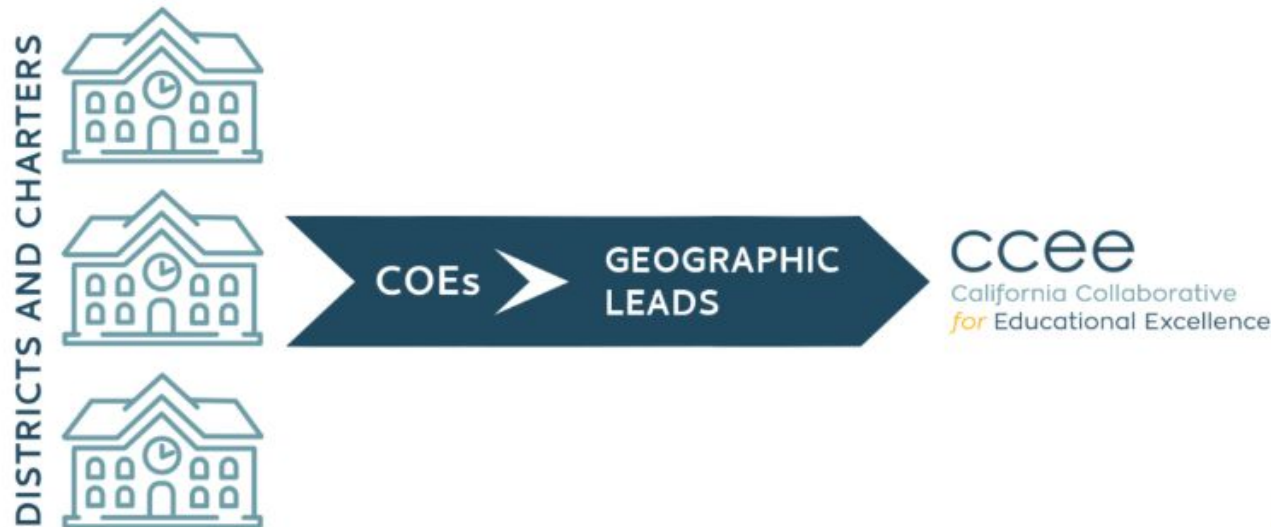 DISTRICTS AND CHARTERS
COEs
GEOGRAPHIC
LEADS
ccee
California Collaborative
for Educational Excellence